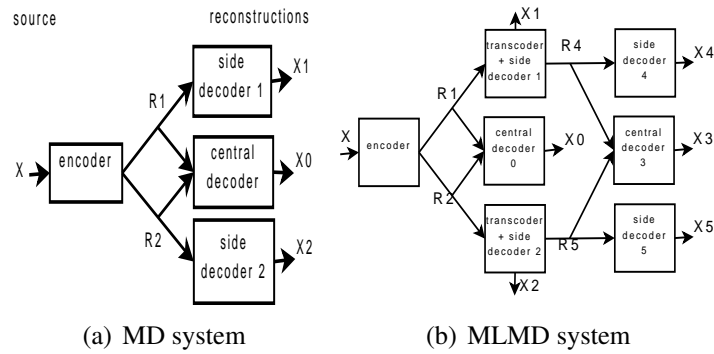 source
reconstructions
side
decoder 1
X1
R1
X
encoder
central
decoder
X0
R2
side
decoder 2
X2
(a) MD system
X1
transcoder
+ side
decoder 1
R4
side
decoder
4
X4
R1
X
encoder
central
decoder
0
X0
central
decoder
3
X3
R2
transcoder
+ side
decoder 2
R5
side
decoder
5
X5
X2
(b) MLMD system